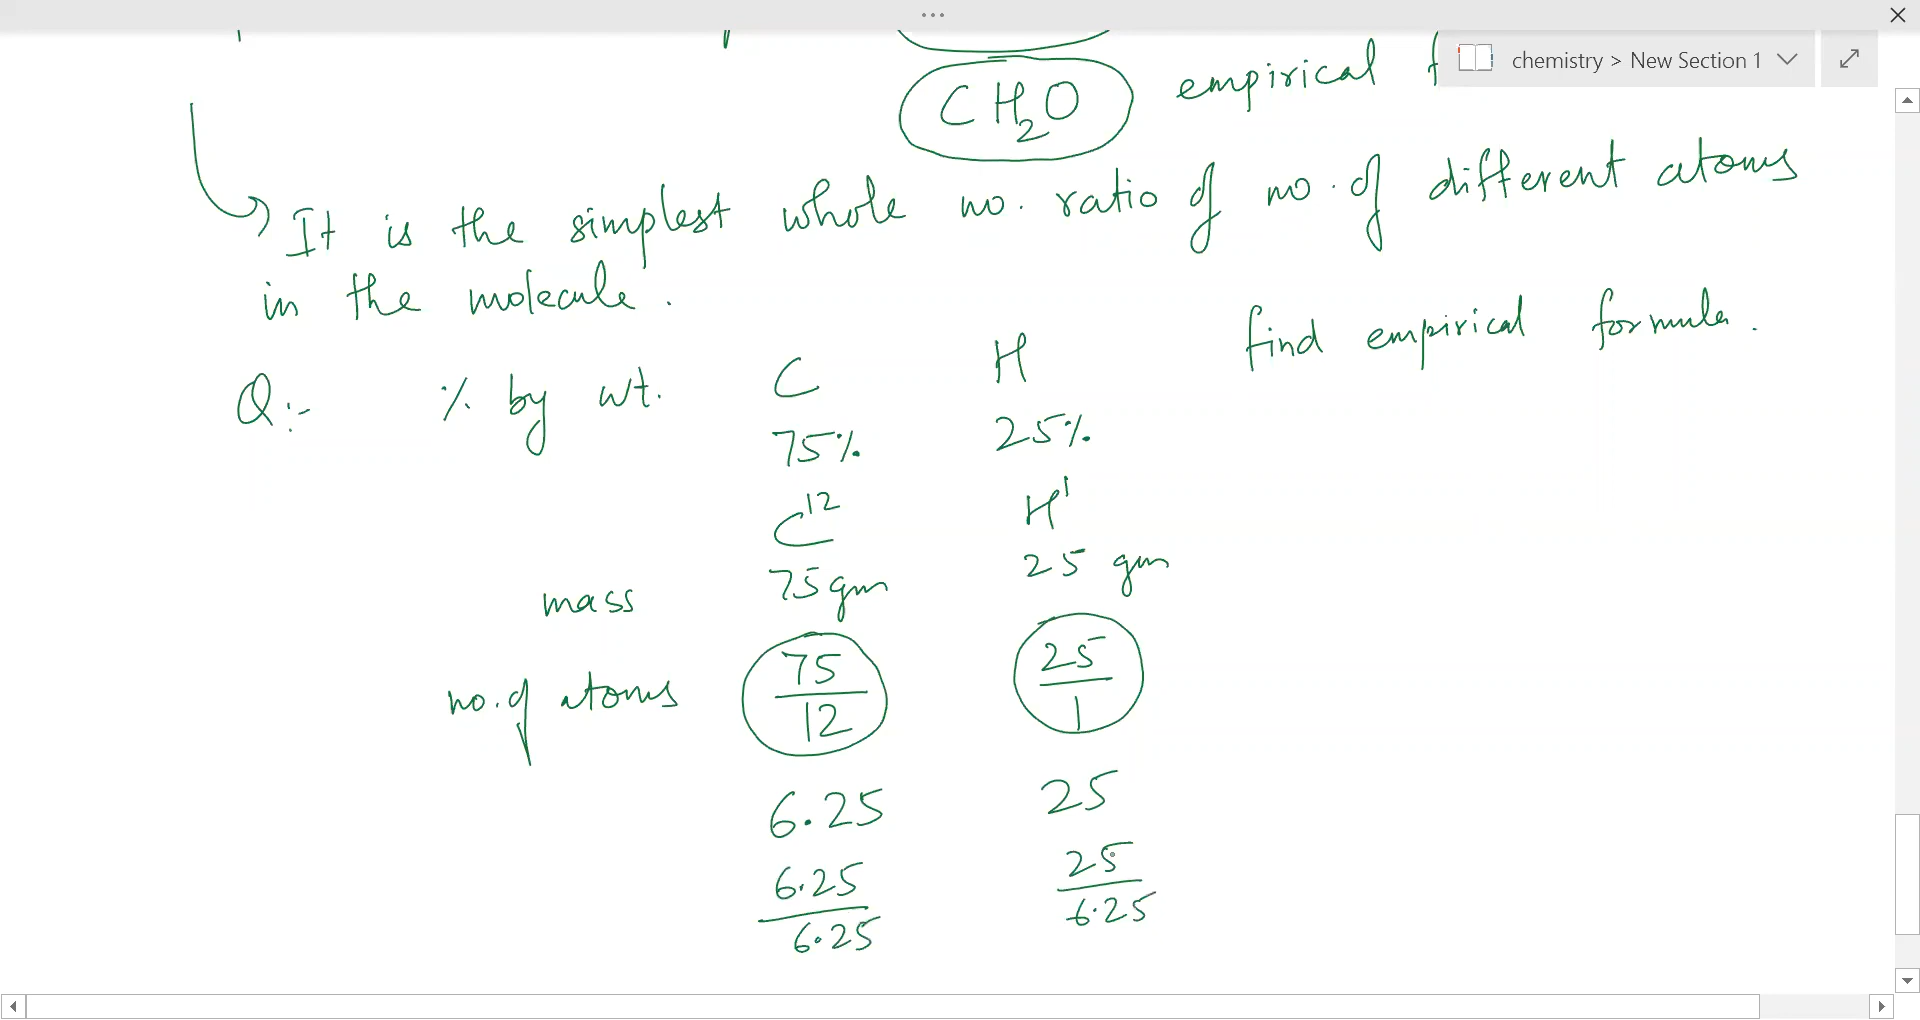 ...
chemistry > New Section 1
CH₂O empirical f
It is the simplest whole no. ratio of no. of different atoms
in the molecule.
find empirical formula.
Q:- % by wt. C H
75% 25%
C¹² H¹
mass 75 gm 25 gm
no. of atoms 75/12 25/1
6.25 25
6.25/6.25 25/6.25